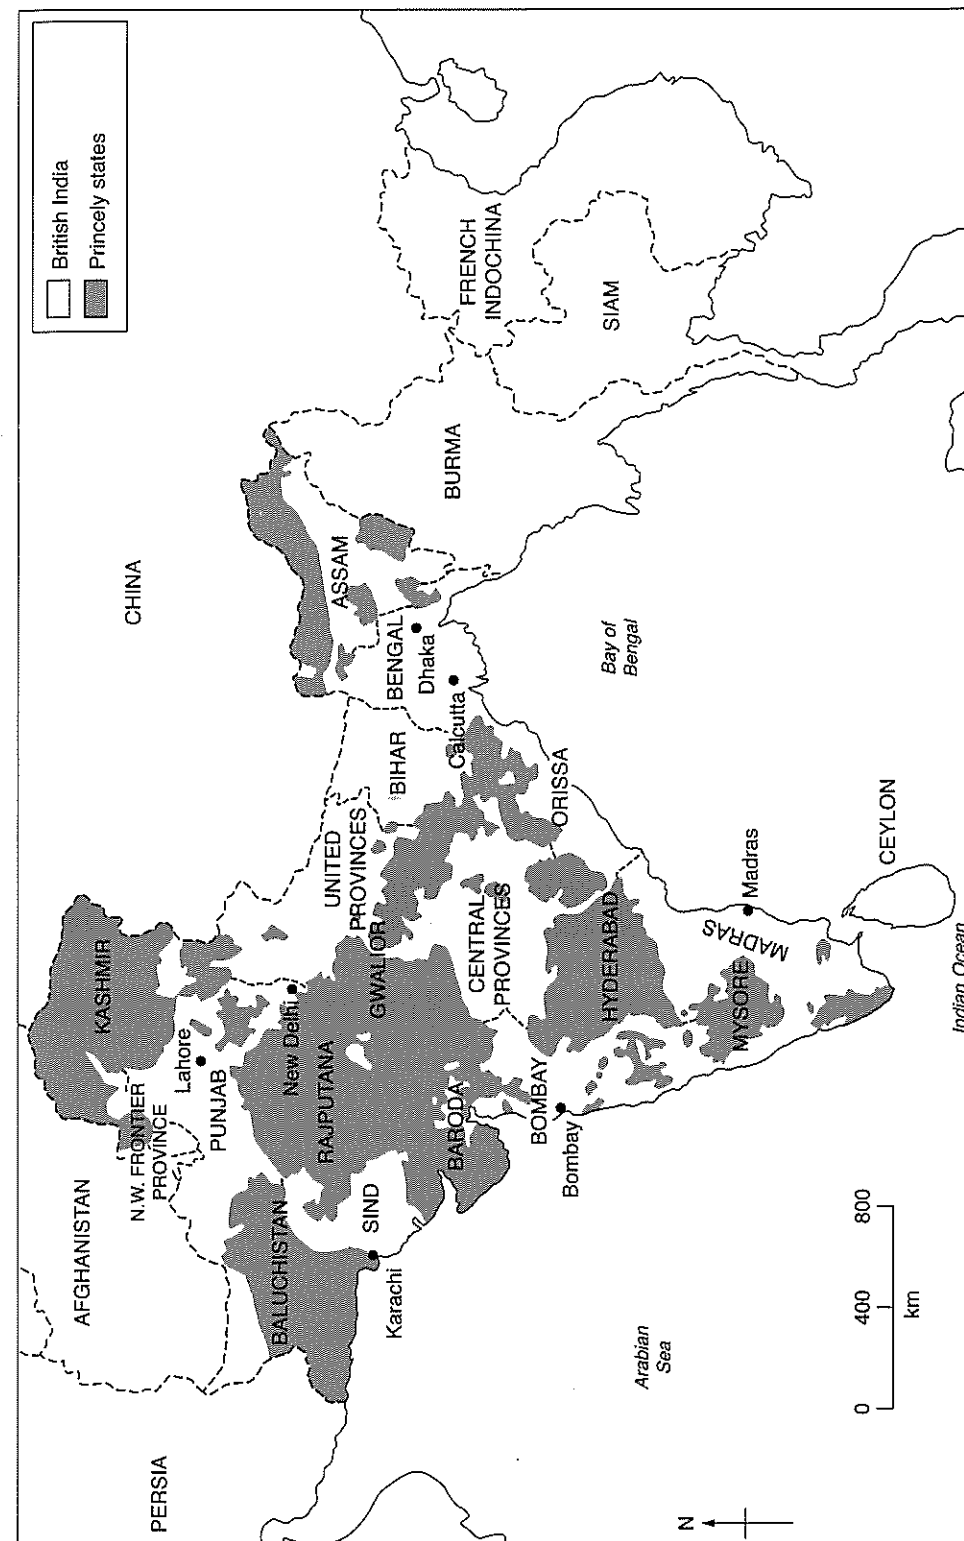 British India
Princely states
CHINA
AFGHANISTAN
PERSIA
KASHMIR
N.W. FRONTIER
PROVINCE
Lahore
PUNJAB
New Delhi
BALUCHISTAN
RAJPUTANA
SIND
Karachi
GWALIOR
UNITED
PROVINCES
BIHAR
BENGAL
Dhaka
Calcutta
ASSAM
BURMA
FRENCH
INDOCHINA
SIAM
BARODA
CENTRAL
PROVINCES
ORISSA
BOMBAY
Bombay
HYDERABAD
MYSORE
MADRAS
Madras
CEYLON
Arabian
Sea
Bay of
Bengal
Indian Ocean
N
0 400 800
km